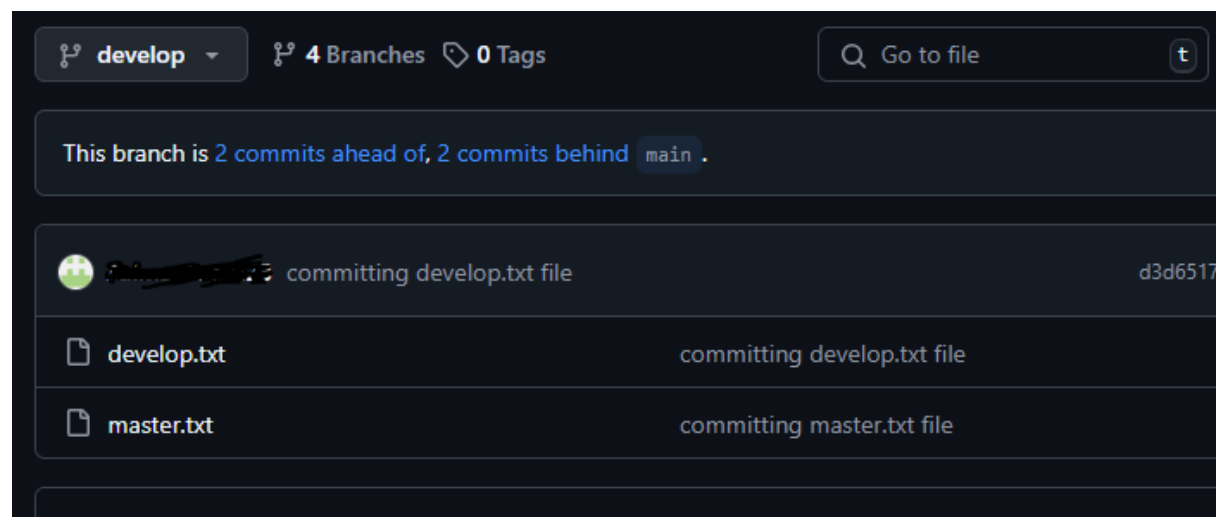 develop 4 Branches 0 Tags Go to file t
This branch is 2 commits ahead of, 2 commits behind main .
committing develop.txt file d3d6517
develop.txt committing develop.txt file
master.txt committing master.txt file